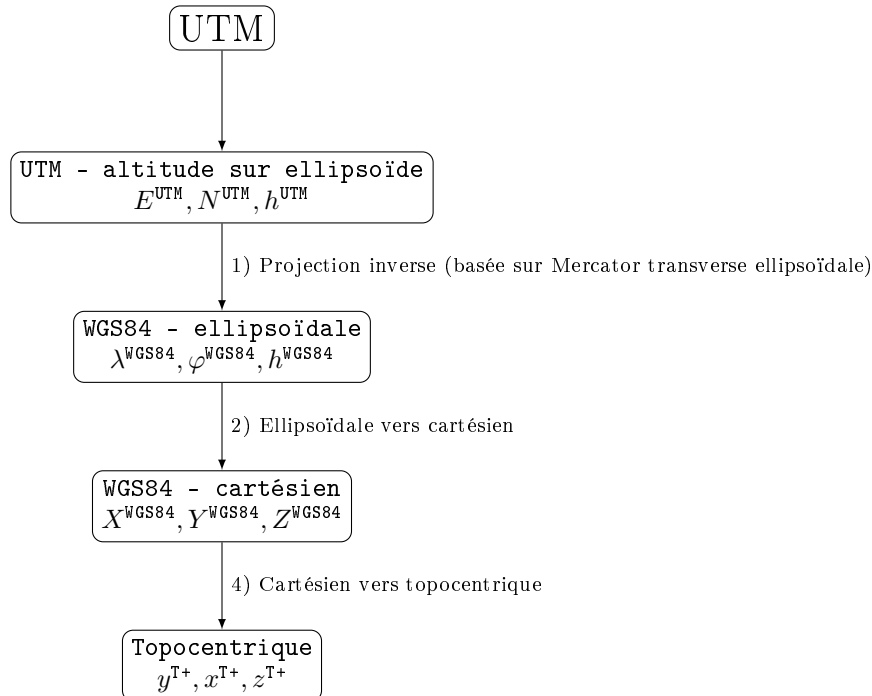 UTM
UTM - altitude sur ellipsoïde
E^UTM, N^UTM, h^UTM
1) Projection inverse (basée sur Mercator transverse ellipsoïdale)
WGS84 - ellipsoïdale
λ^WGS84, φ^WGS84, h^WGS84
2) Ellipsoïdale vers cartésien
WGS84 - cartésien
X^WGS84, Y^WGS84, Z^WGS84
4) Cartésien vers topocentrique
Topocentrique
y^T+, x^T+, z^T+